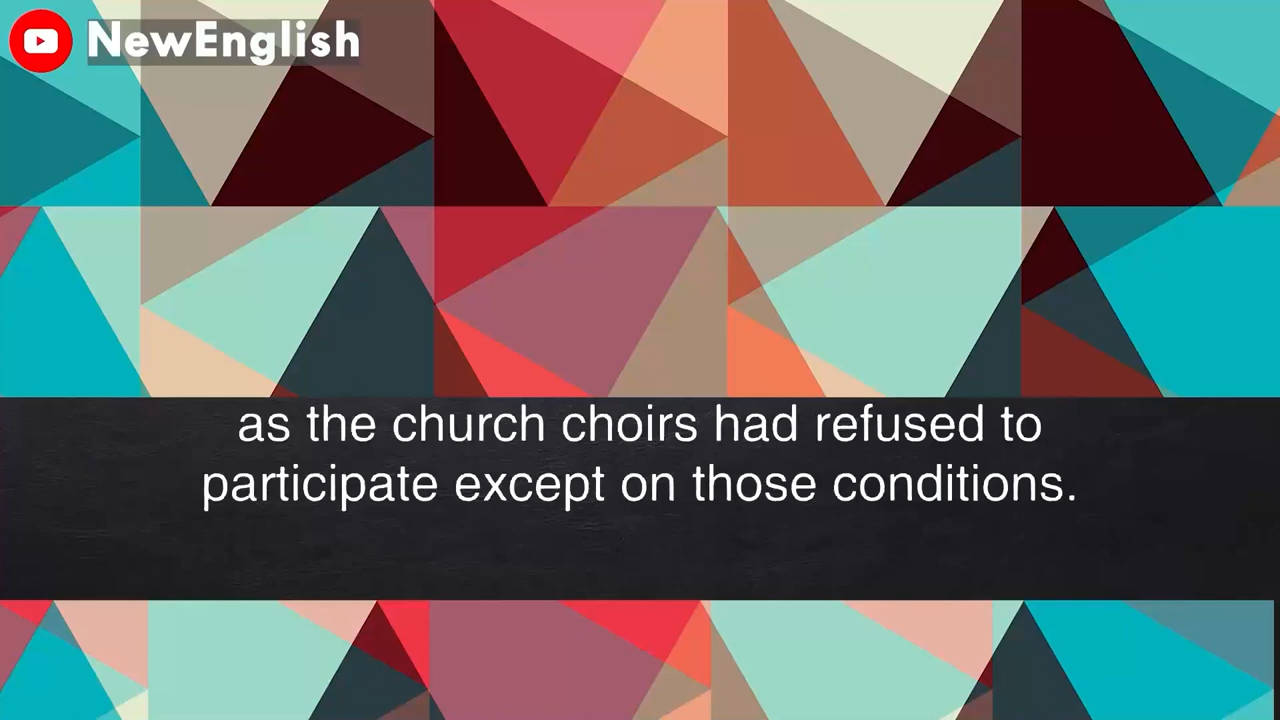 NewEnglish
as the church choirs had refused to
participate except on those conditions.